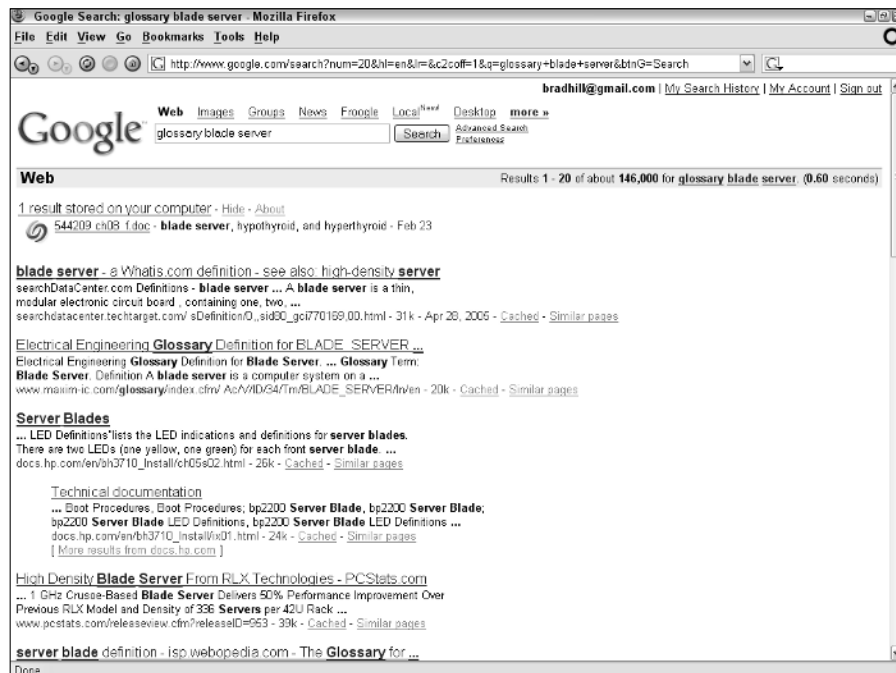 Google Search: glossary blade server - Mozilla Firefox
File Edit View Go Bookmarks Tools Help
http://www.google.com/search?num=20&hl=en&lr=&c2coff=1&q=glossary+blade+server&btnG=Search
bradhill@gmail.com | My Search History | My Account | Sign out
Google
Web Images Groups News Froogle Local New! Desktop more »
glossary blade server Search Advanced Search
Preferences
Web Results 1 - 20 of about 146,000 for glossary blade server. (0.60 seconds)
1 result stored on your computer - Hide - About
544209 ch08_f.doc - blade server, hypothyroid, and hyperthyroid - Feb 23
blade server - a Whatis.com definition - see also: high-density server
searchDataCenter.com Definitions - blade server ... A blade server is a thin,
modular electronic circuit board , containing one, two, ...
searchdatacenter.techtarget.com/ sDefinition/0,,sid80_gci770169,00.html - 31k - Apr 28, 2005 - Cached - Similar pages
Electrical Engineering Glossary Definition for BLADE_SERVER ...
Electrical Engineering Glossary Definition for Blade Server. ... Glossary Term:
Blade Server. Definition A blade server is a computer system on a ...
www.maxim-ic.com/glossary/index.cfm/ Ac/V/ID/34/Tm/BLADE_SERVER/ln/en - 20k - Cached - Similar pages
Server Blades
... LED Definitions"lists the LED indications and definitions for server blades.
There are two LEDs (one yellow, one green) for each front server blade. ...
docs.hp.com/en/bh3710_Install/ch05s02.html - 26k - Cached - Similar pages
Technical documentation
... Boot Procedures, Boot Procedures; bp2200 Server Blade, bp2200 Server Blade;
bp2200 Server Blade LED Definitions, bp2200 Server Blade LED Definitions ...
docs.hp.com/en/bh3710_Install/ix01.html - 24k - Cached - Similar pages
[ More results from docs.hp.com ]
High Density Blade Server From RLX Technologies - PCStats.com
... 1 GHz Crusoe-Based Blade Server Delivers 50% Performance Improvement Over
Previous RLX Model and Density of 336 Servers per 42U Rack ...
www.pcstats.com/releaseview.cfm?releaseID=953 - 39k - Cached - Similar pages
server blade definition - isp.webopedia.com - The Glossary for ...
Done